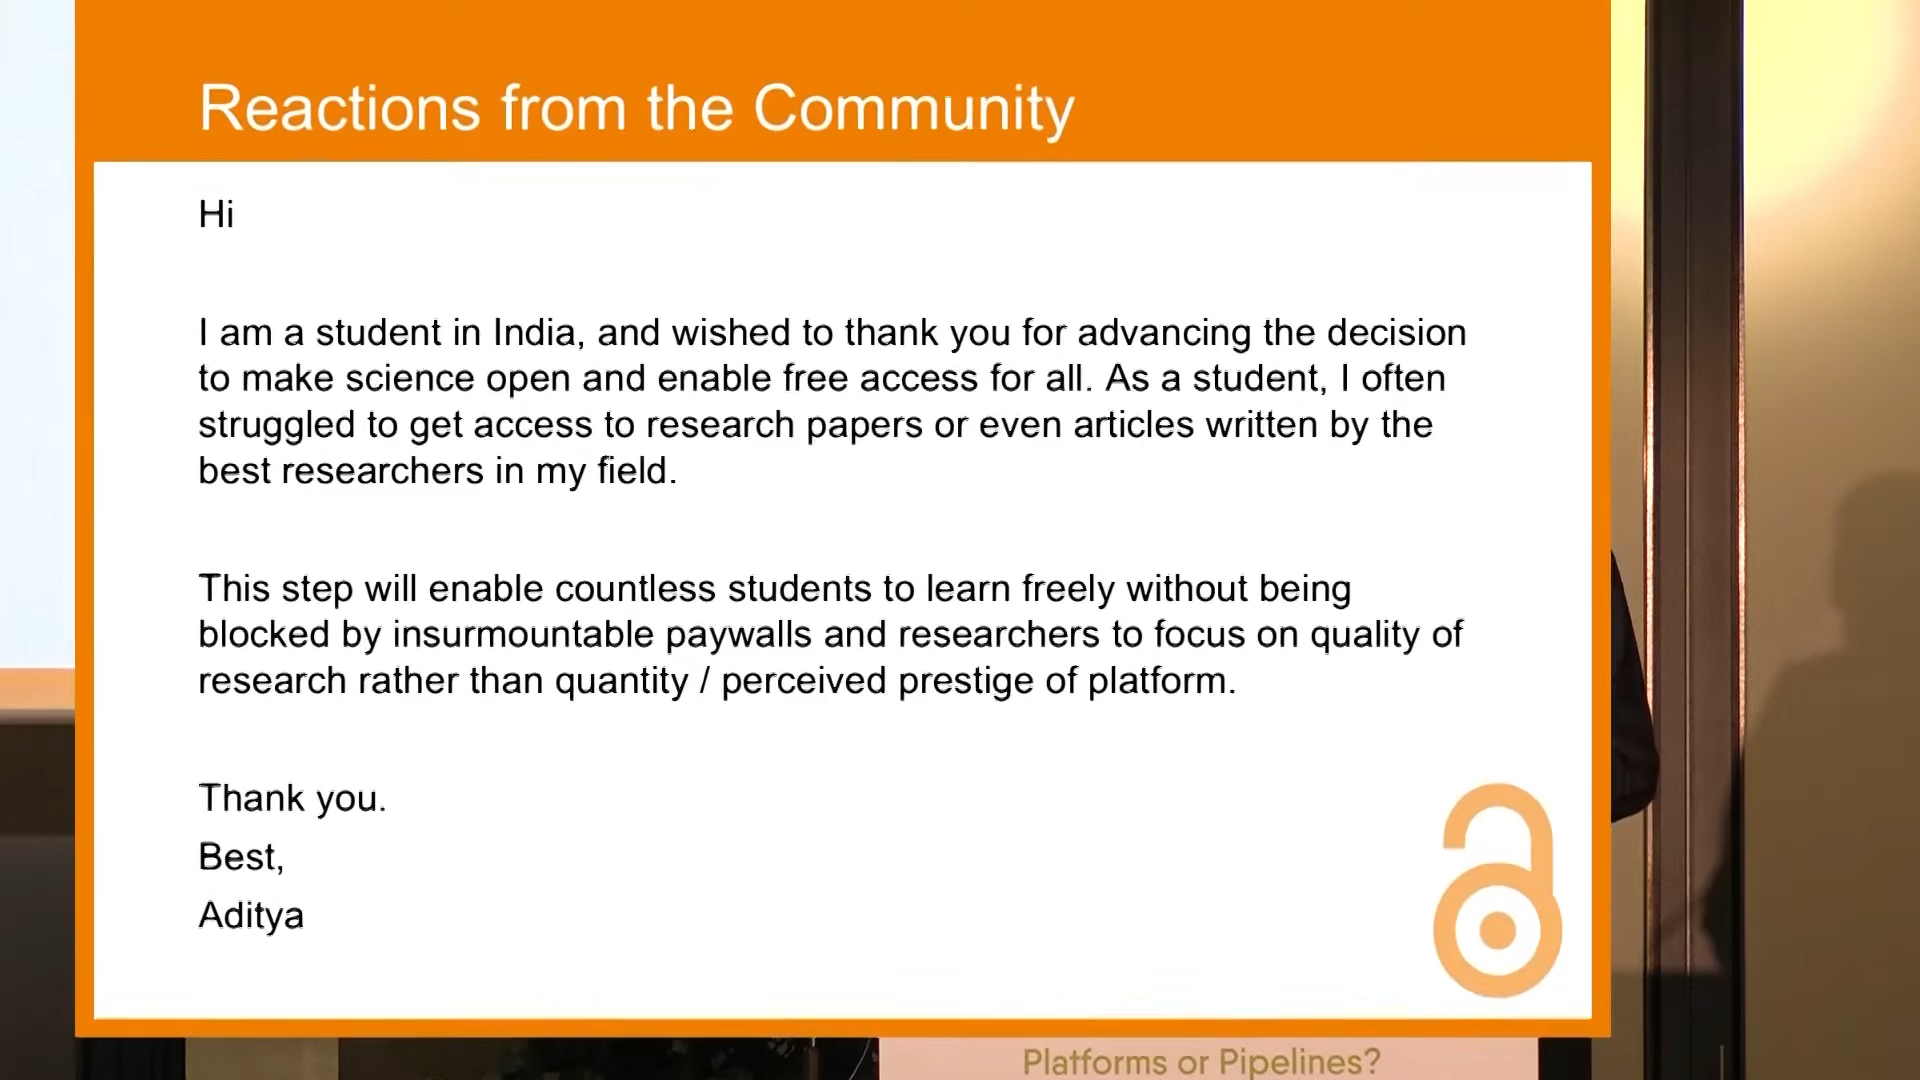 Reactions from the Community
Hi
I am a student in India, and wished to thank you for advancing the decision
to make science open and enable free access for all. As a student, I often
struggled to get access to research papers or even articles written by the
best researchers in my field.
This step will enable countless students to learn freely without being
blocked by insurmountable paywalls and researchers to focus on quality of
research rather than quantity / perceived prestige of platform.
Thank you.
Best,
Aditya
Platforms or Pipelines?